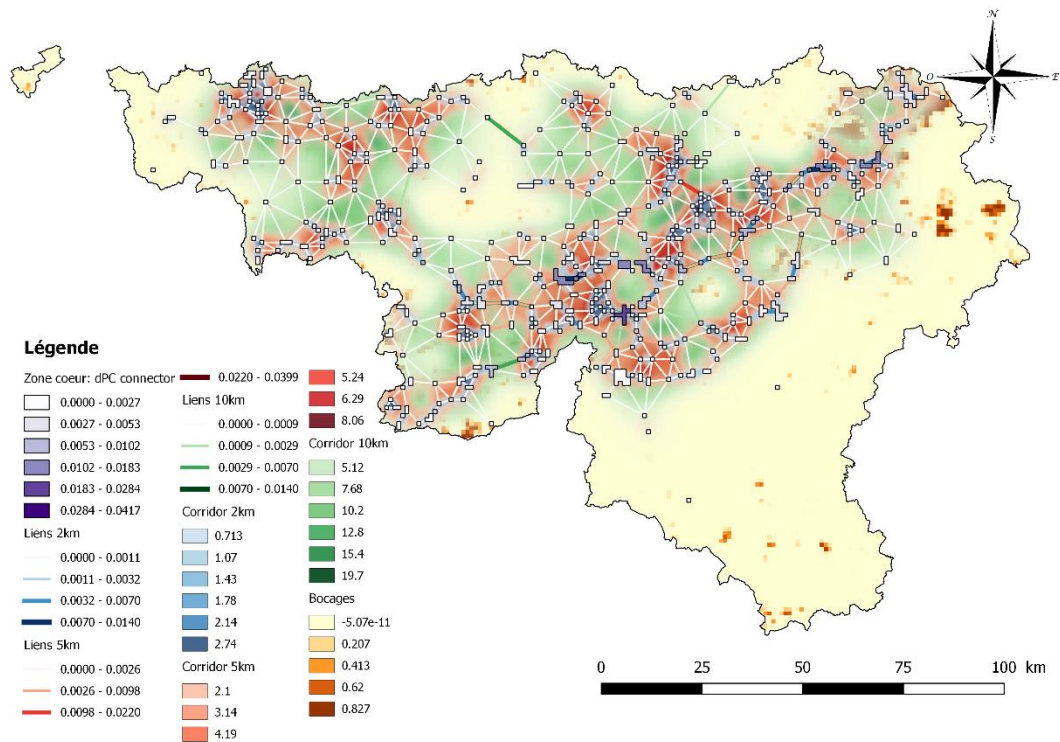 N
O
E
S
Légende
Zone coeur: dPC connector
0.0000 - 0.0027
0.0027 - 0.0053
0.0053 - 0.0102
0.0102 - 0.0183
0.0183 - 0.0284
0.0284 - 0.0417
Liens 2km
0.0000 - 0.0011
0.0011 - 0.0032
0.0032 - 0.0070
0.0070 - 0.0140
Liens 5km
0.0000 - 0.0026
0.0026 - 0.0098
0.0098 - 0.0220
0.0220 - 0.0399
Liens 10km
0.0000 - 0.0009
0.0009 - 0.0029
0.0029 - 0.0070
0.0070 - 0.0140
Corridor 2km
0.713
1.07
1.43
1.78
2.14
2.74
Corridor 5km
2.1
3.14
4.19
5.24
6.29
8.06
Corridor 10km
5.12
7.68
10.2
12.8
15.4
19.7
Bocages
-5.07e-11
0.207
0.413
0.62
0.827
0 25 50 75 100 km